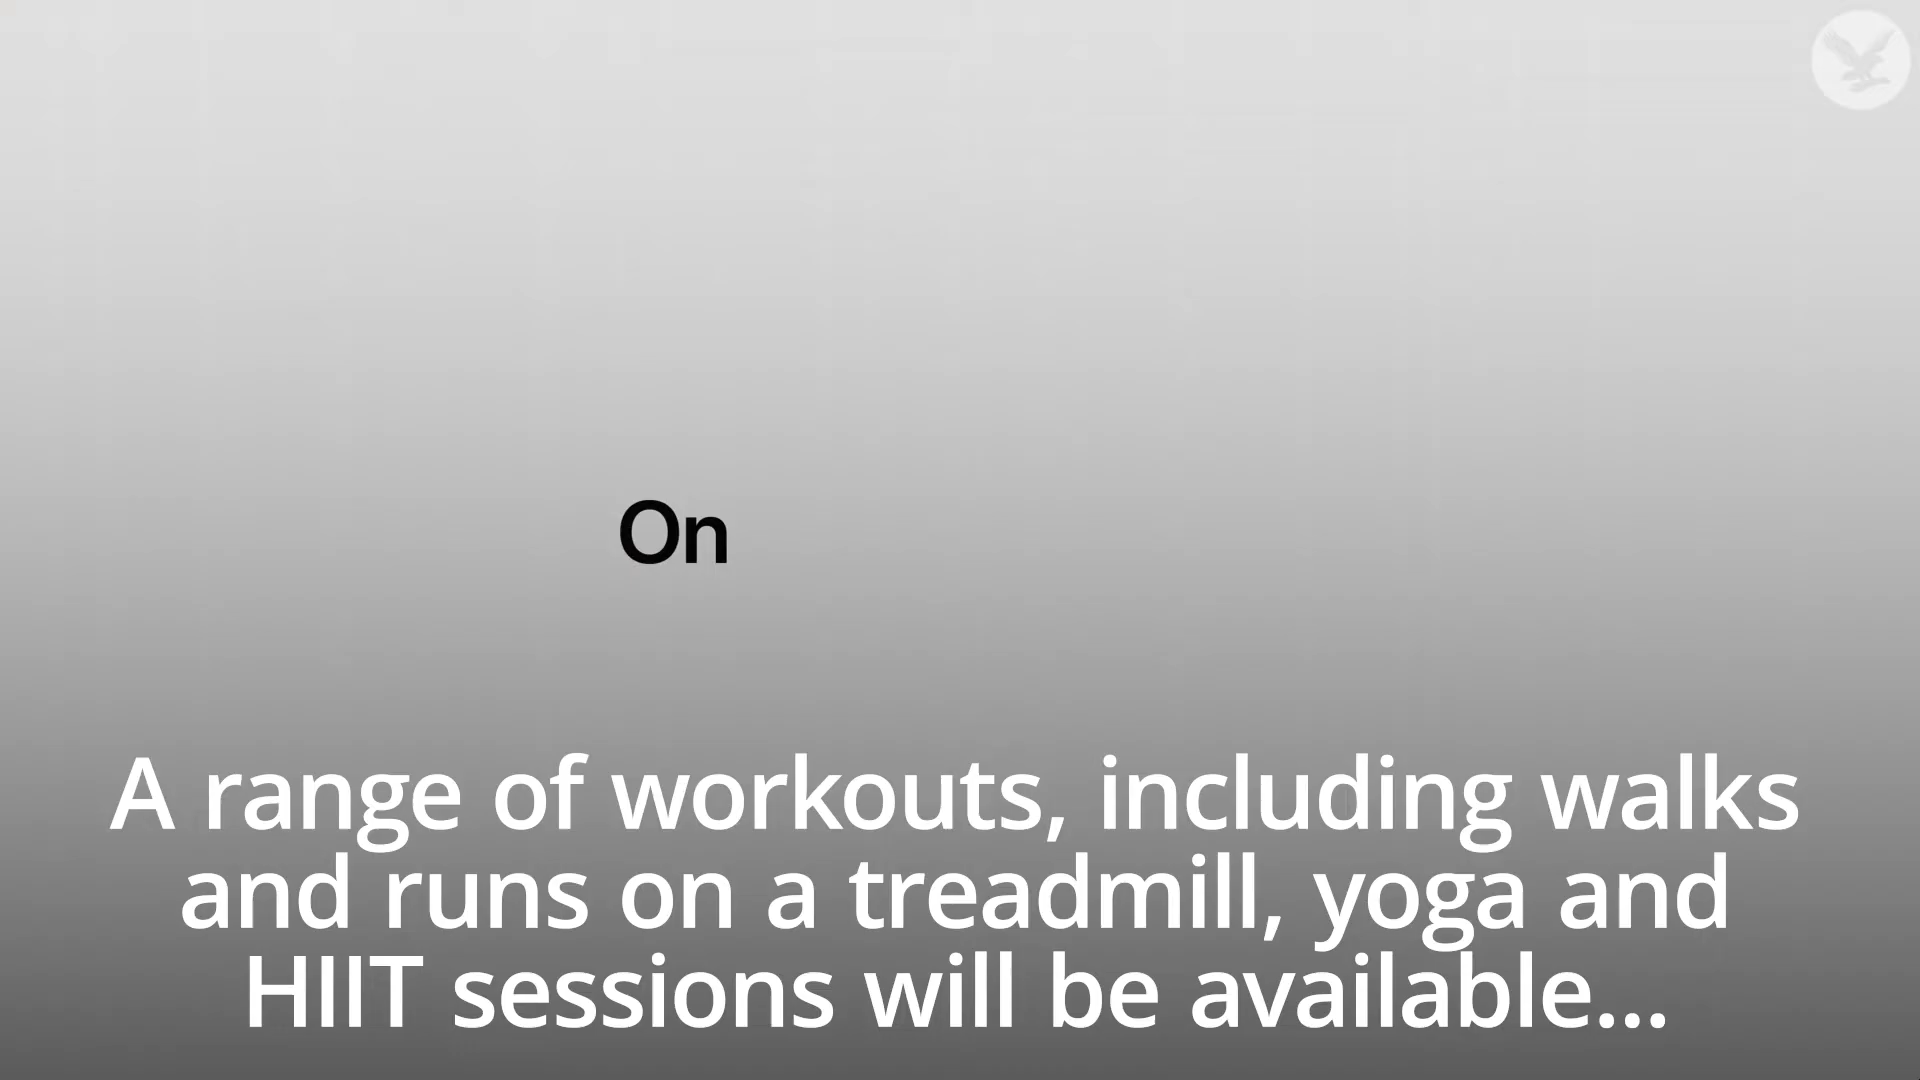 On
A range of workouts, including walks
and runs on a treadmill, yoga and
HIIT sessions will be available...